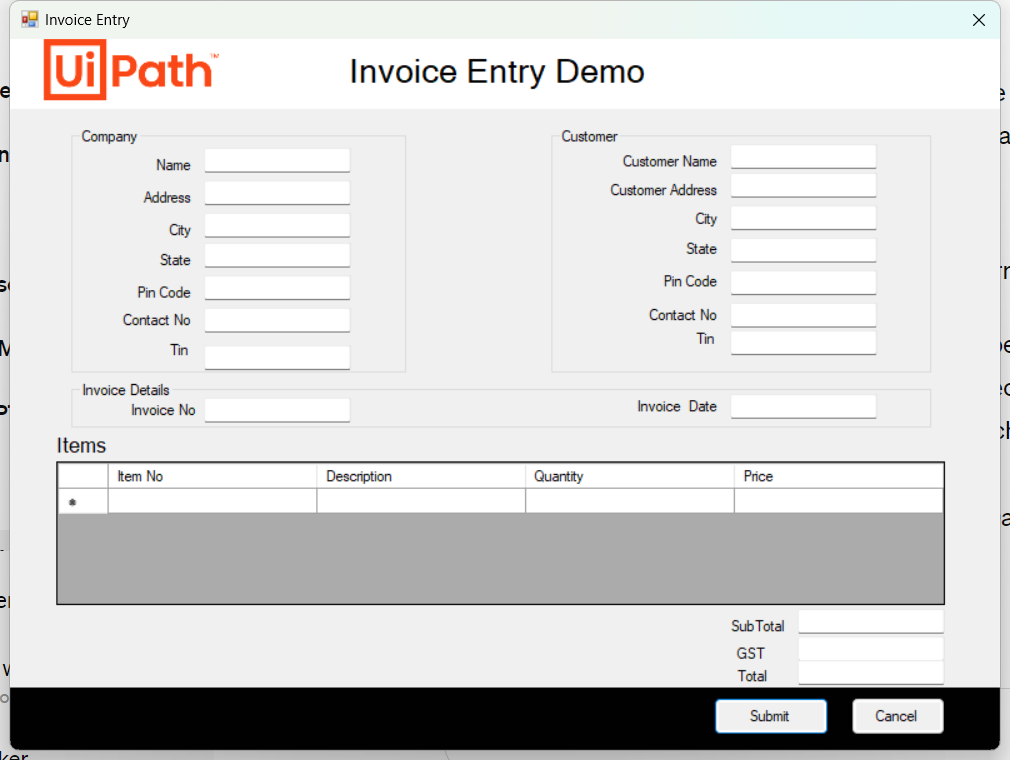 Invoice Entry
UiPath™
Invoice Entry Demo
Company
Name
Address
City
State
Pin Code
Contact No
Tin
Customer
Customer Name
Customer Address
City
State
Pin Code
Contact No
Tin
Invoice Details
Invoice No
Invoice Date
Items
Item No Description Quantity Price
*
SubTotal
GST
Total
Submit Cancel
ker